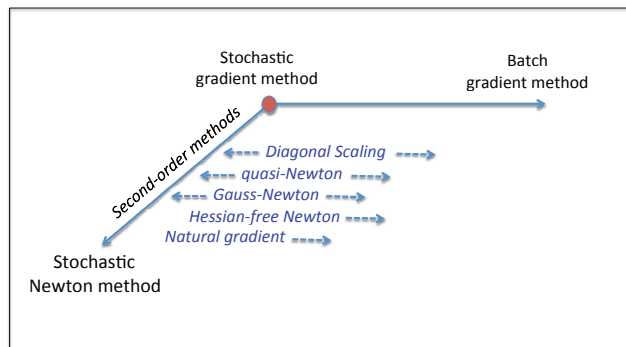 Stochastic
gradient method
Batch
gradient method
Second-order methods
Diagonal Scaling
quasi-Newton
Gauss-Newton
Hessian-free Newton
Natural gradient
Stochastic
Newton method